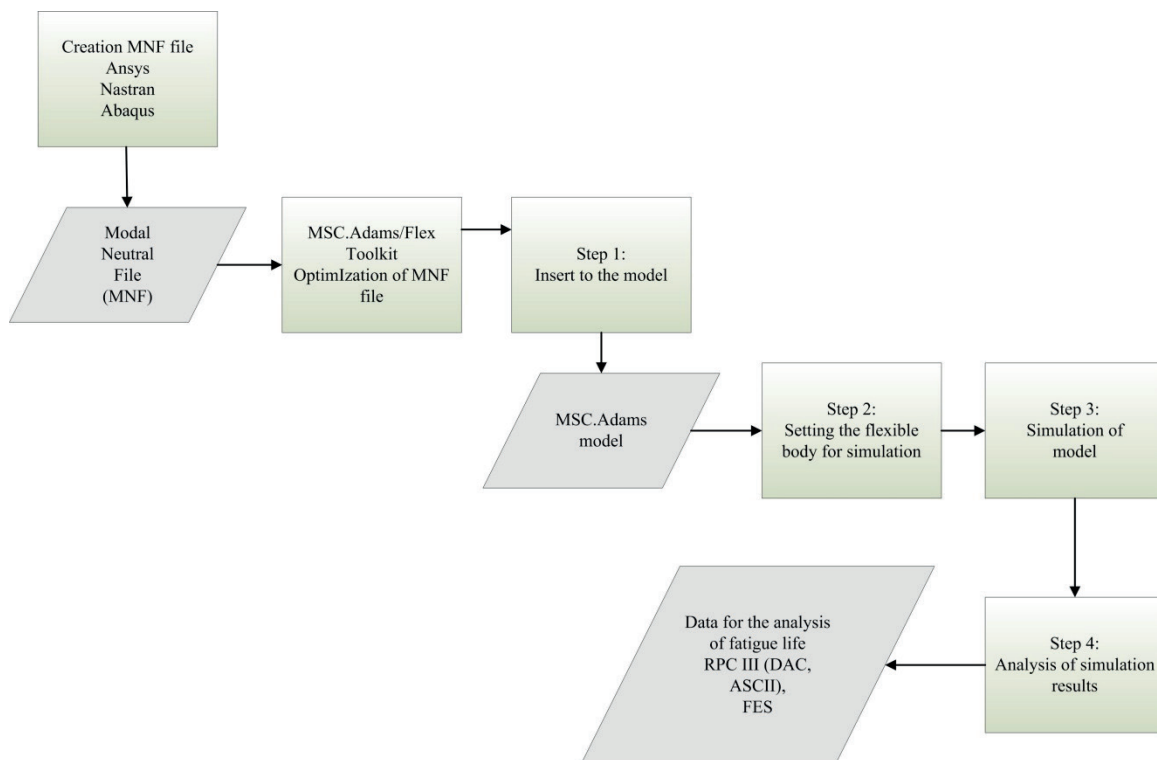 Creation MNF file
Ansys
Nastran
Abaqus
Modal
Neutral
File
(MNF)
MSC.Adams/Flex
Toolkit
OptimIzation of MNF
file
Step 1:
Insert to the model
MSC.Adams
model
Step 2:
Setting the flexible
body for simulation
Step 3:
Simulation of
model
Step 4:
Analysis of simulation
results
Data for the analysis
of fatigue life
RPC III (DAC,
ASCII),
FES